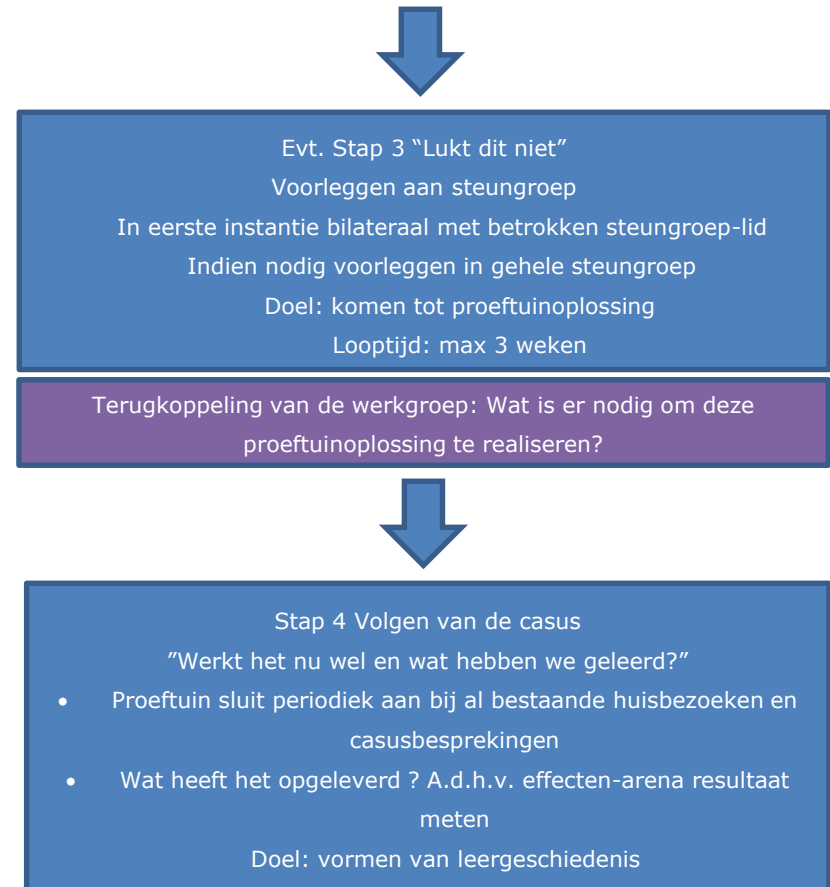 Evt. Stap 3 “Lukt dit niet”
Voorleggen aan steungroep
In eerste instantie bilateraal met betrokken steungroep-lid
Indien nodig voorleggen in gehele steungroep
Doel: komen tot proeftuinoplossing
Looptijd: max 3 weken
Terugkoppeling van de werkgroep: Wat is er nodig om deze
proeftuinoplossing te realiseren?
Stap 4 Volgen van de casus
”Werkt het nu wel en wat hebben we geleerd?”
• Proeftuin sluit periodiek aan bij al bestaande huisbezoeken en
casusbesprekingen
• Wat heeft het opgeleverd ? A.d.h.v. effecten-arena resultaat
meten
Doel: vormen van leergeschiedenis